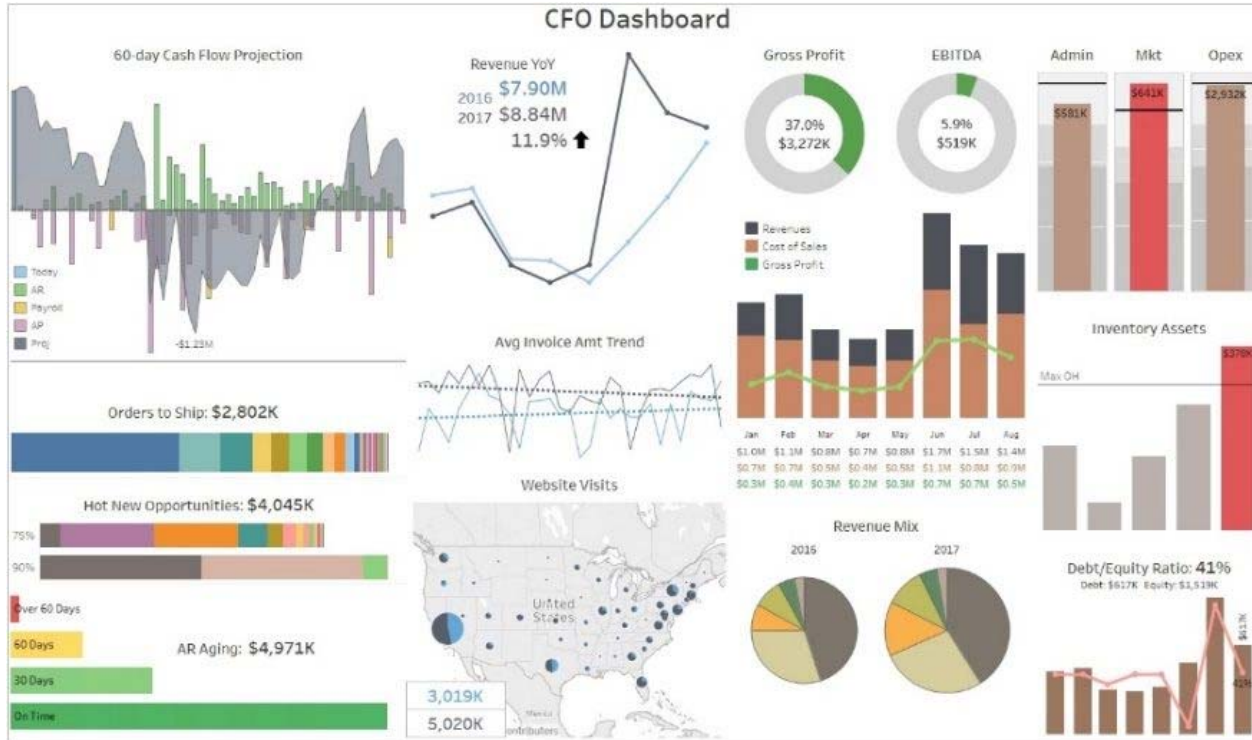 CFO Dashboard
60-day Cash Flow Projection
Today
AR
Payroll
AP
Proj
-$1.23M
Orders to Ship: $2,802K
Hot New Opportunities: $4,045K
75%
90%
Over 60 Days
60 Days
30 Days
On Time
AR Aging: $4,971K
Revenue YoY
2016 $7.90M
2017 $8.84M
11.9%
Avg Invoice Amt Trend
Website Visits
United
States
Mexico
3,019K
5,020K
ontributors
Gross Profit
37.0%
$3,272K
EBITDA
5.9%
$519K
Revenues
Cost of Sales
Gross Profit
Jan Feb Mar Apr May Jun Jul Aug
$1.0M $1.1M $0.8M $0.7M $0.8M $1.7M $1.5M $1.4M
$0.7M $0.7M $0.5M $0.4M $0.5M $1.1M $0.8M $0.9M
$0.3M $0.4M $0.3M $0.2M $0.3M $0.7M $0.7M $0.5M
Revenue Mix
2016 2017
Admin Mkt Opex
$581K $641K $2,932K
Inventory Assets
Max OH
$378K
Debt/Equity Ratio: 41%
Debt: $617K Equity: $1,519K
$617K
41%